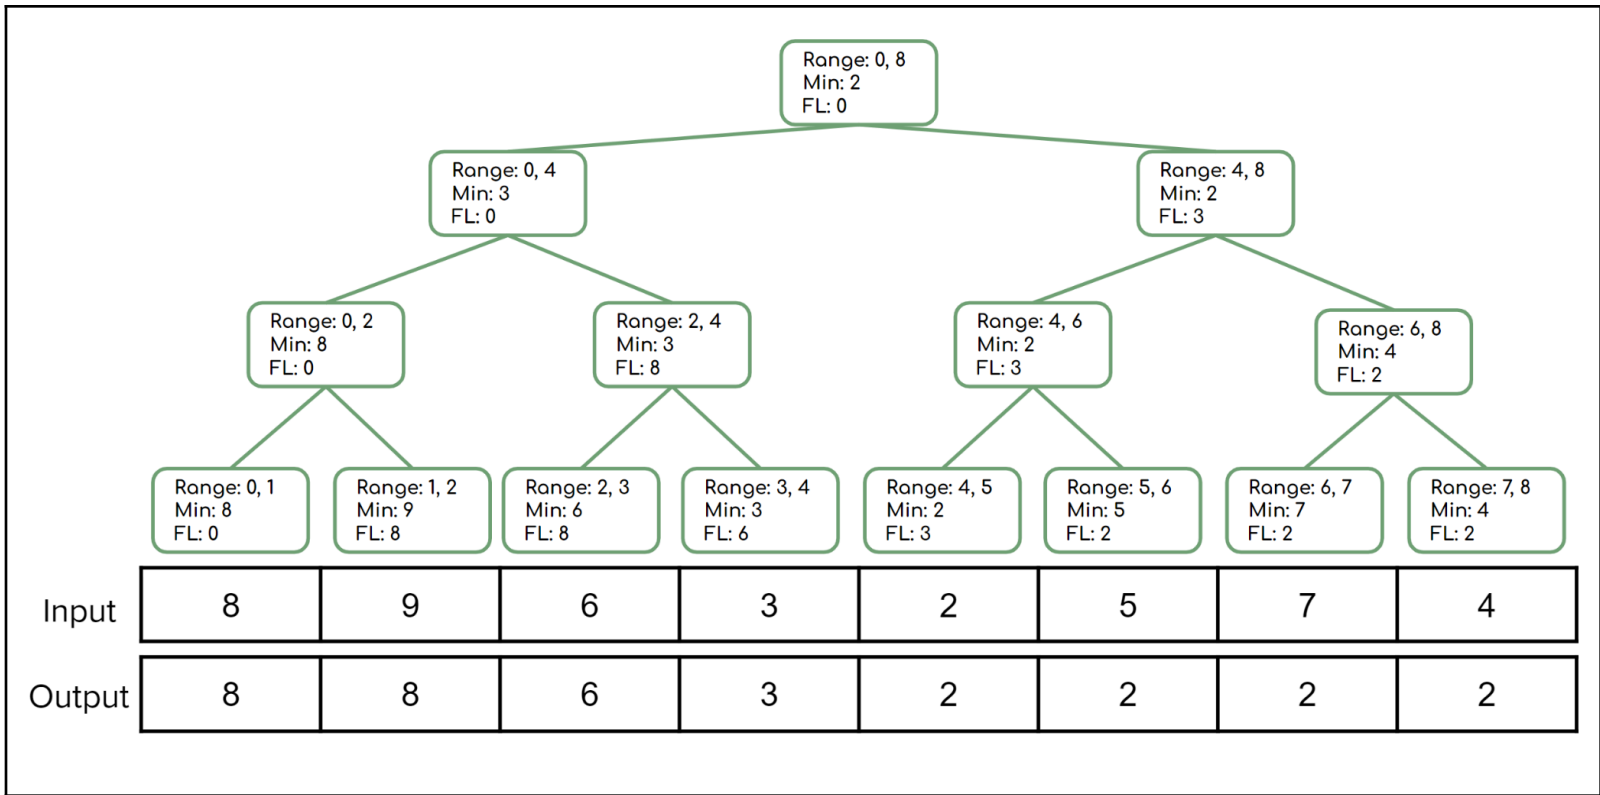 Range: 0, 8
Min: 2
FL: 0
Range: 0, 4
Min: 3
FL: 0
Range: 4, 8
Min: 2
FL: 3
Range: 0, 2
Min: 8
FL: 0
Range: 2, 4
Min: 3
FL: 8
Range: 4, 6
Min: 2
FL: 3
Range: 6, 8
Min: 4
FL: 2
Range: 0, 1
Min: 8
FL: 0
Range: 1, 2
Min: 9
FL: 8
Range: 2, 3
Min: 6
FL: 8
Range: 3, 4
Min: 3
FL: 6
Range: 4, 5
Min: 2
FL: 3
Range: 5, 6
Min: 5
FL: 2
Range: 6, 7
Min: 7
FL: 2
Range: 7, 8
Min: 4
FL: 2
Input 8 9 6 3 2 5 7 4
Output 8 8 6 3 2 2 2 2